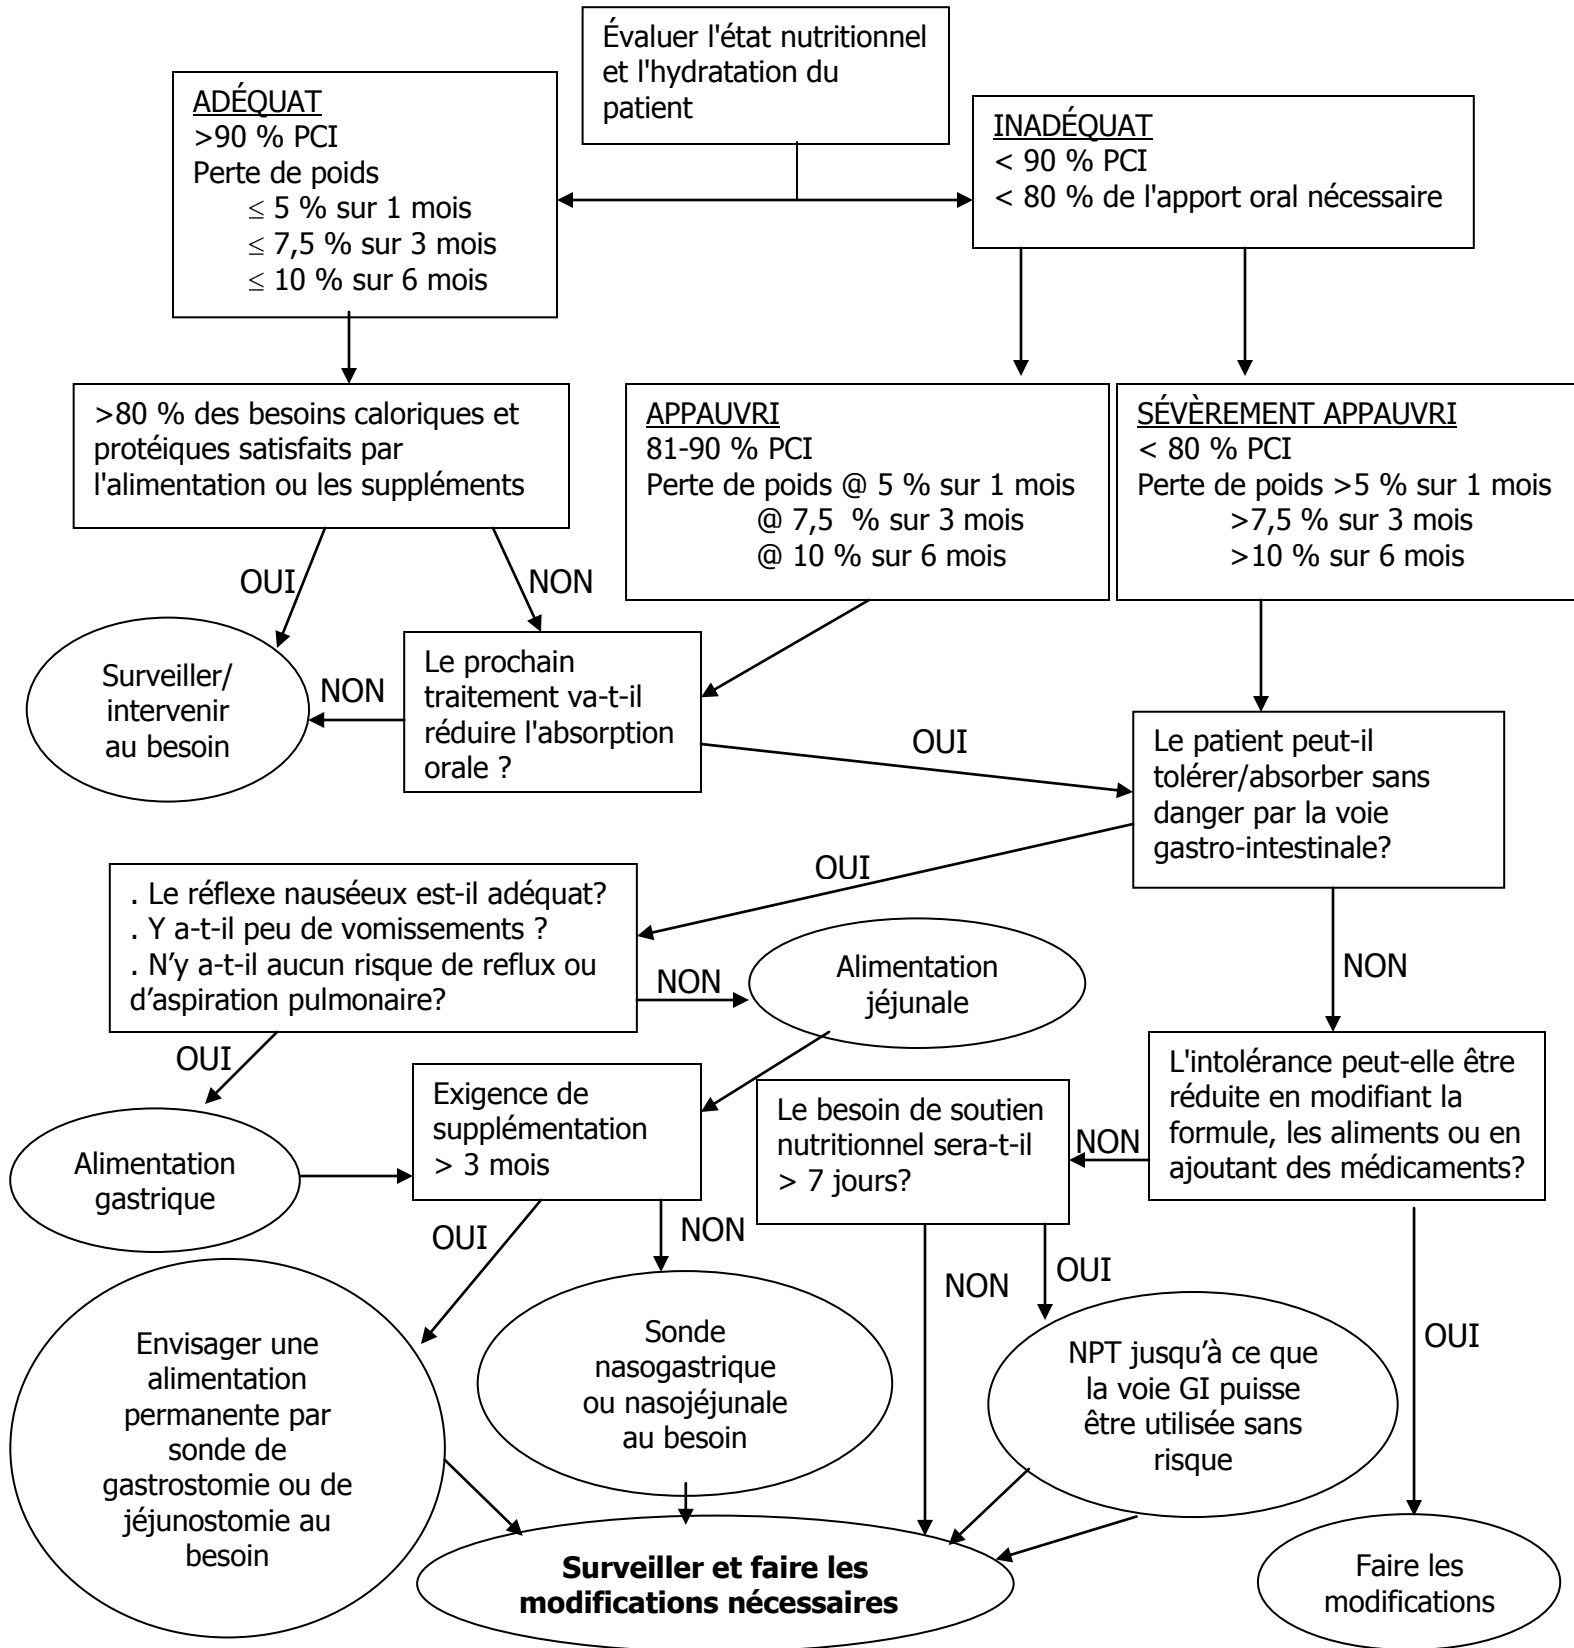 Évaluer l'état nutritionnel
et l'hydratation du
patient
ADÉQUAT
>90 % PCI
Perte de poids
≤ 5 % sur 1 mois
≤ 7,5 % sur 3 mois
≤ 10 % sur 6 mois
INADÉQUAT
< 90 % PCI
< 80 % de l'apport oral nécessaire
>80 % des besoins caloriques et
protéiques satisfaits par
l'alimentation ou les suppléments
APPAUVRI
81-90 % PCI
Perte de poids @ 5 % sur 1 mois
@ 7,5 % sur 3 mois
@ 10 % sur 6 mois
SÉVÈREMENT APPAUVRI
< 80 % PCI
Perte de poids >5 % sur 1 mois
>7,5 % sur 3 mois
>10 % sur 6 mois
OUI
NON
Surveiller/
intervenir
au besoin
NON
Le prochain
traitement va-t-il
réduire l'absorption
orale ?
OUI
Le patient peut-il
tolérer/absorber sans
danger par la voie
gastro-intestinale?
OUI
. Le réflexe nauséeux est-il adéquat?
. Y a-t-il peu de vomissements ?
. N’y a-t-il aucun risque de reflux ou
d’aspiration pulmonaire?
NON
Alimentation
jéjunale
NON
OUI
Alimentation
gastrique
Exigence de
supplémentation
> 3 mois
Le besoin de soutien
nutritionnel sera-t-il
> 7 jours?
NON
L'intolérance peut-elle être
réduite en modifiant la
formule, les aliments ou en
ajoutant des médicaments?
OUI
NON
NON
OUI
OUI
Envisager une
alimentation
permanente par
sonde de
gastrostomie ou de
jéjunostomie au
besoin
Sonde
nasogastrique
ou nasojéjunale
au besoin
NPT jusqu’à ce que
la voie GI puisse
être utilisée sans
risque
Surveiller et faire les
modifications nécessaires
Faire les
modifications